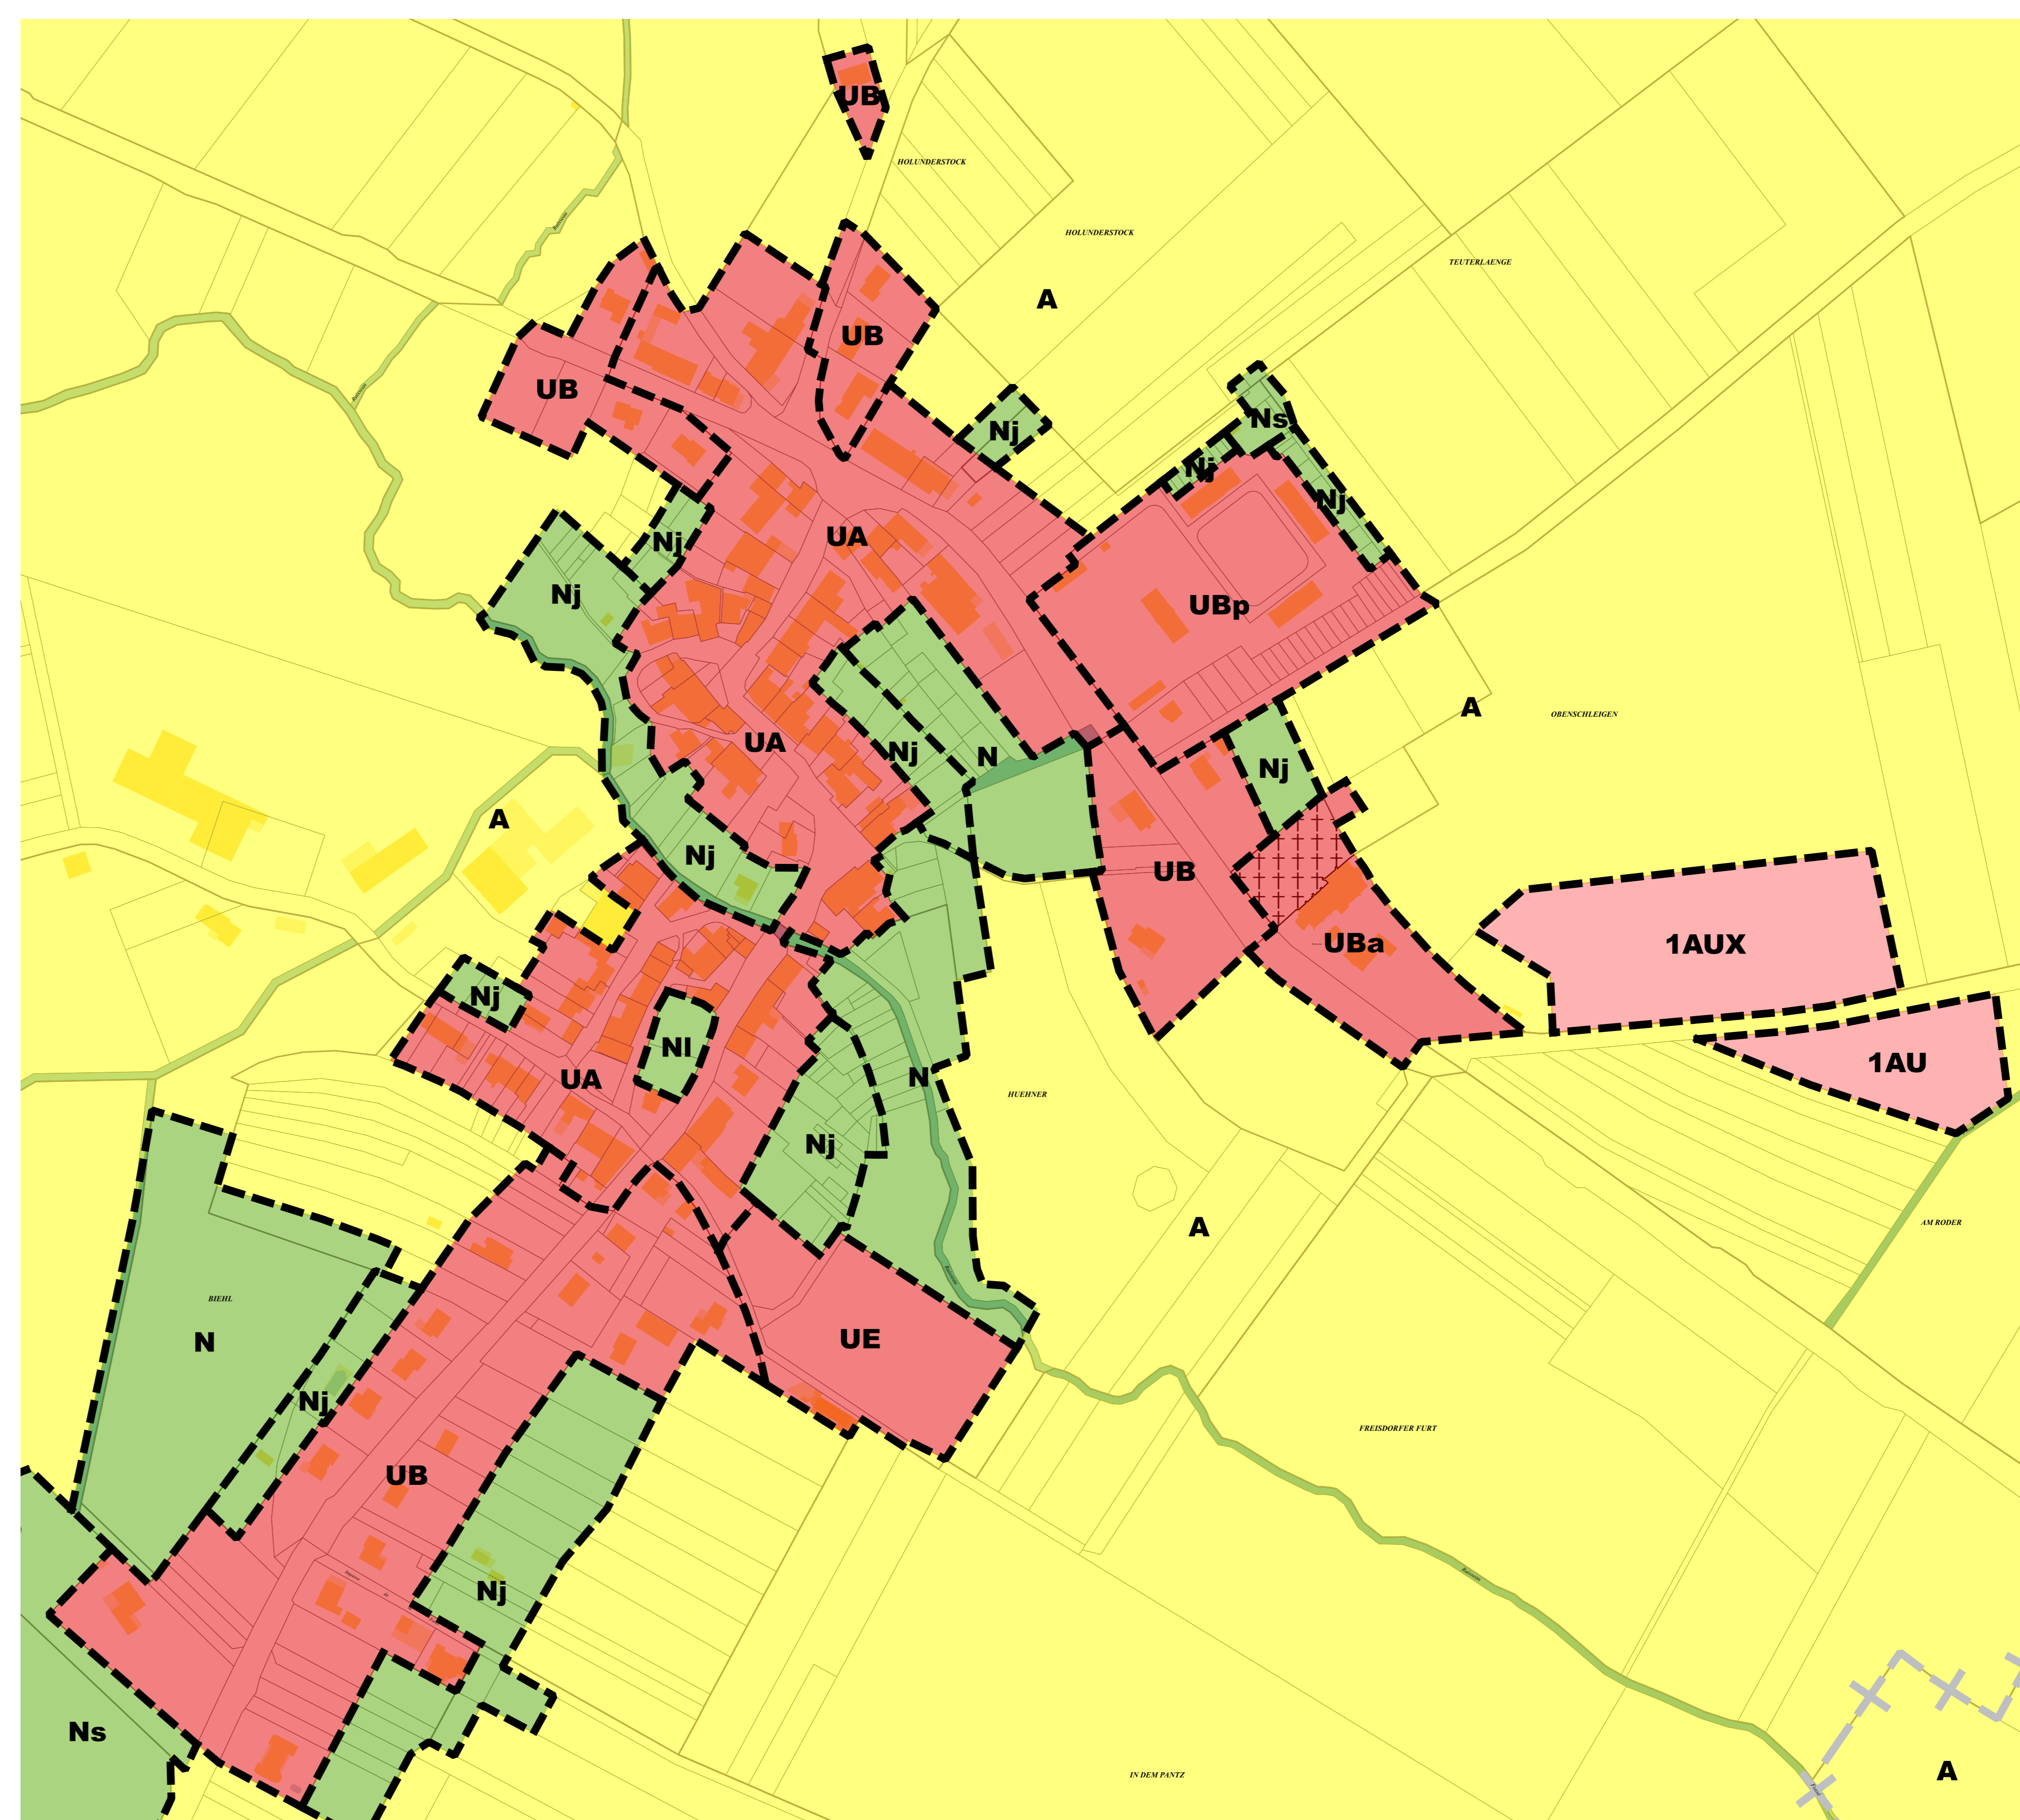 UB
HOLUNDERSTOCK
HOLUNDERSTOCK
TEUTERLAENGE
A
UB
UB
Nj
Ns
Nj
Nj
UA
Nj
Nj
UBp
A
OBENSCHLEIGEN
UA
Nj
N
Nj
A
Nj
UB
UBa
1AUX
Nj
NI
UA
N
1AU
HUEHNER
Nj
A
AM RODER
BIEHL
N
UE
Nj
FREISDORFER FURT
UB
Nj
Ns
IN DEM PANTZ
A